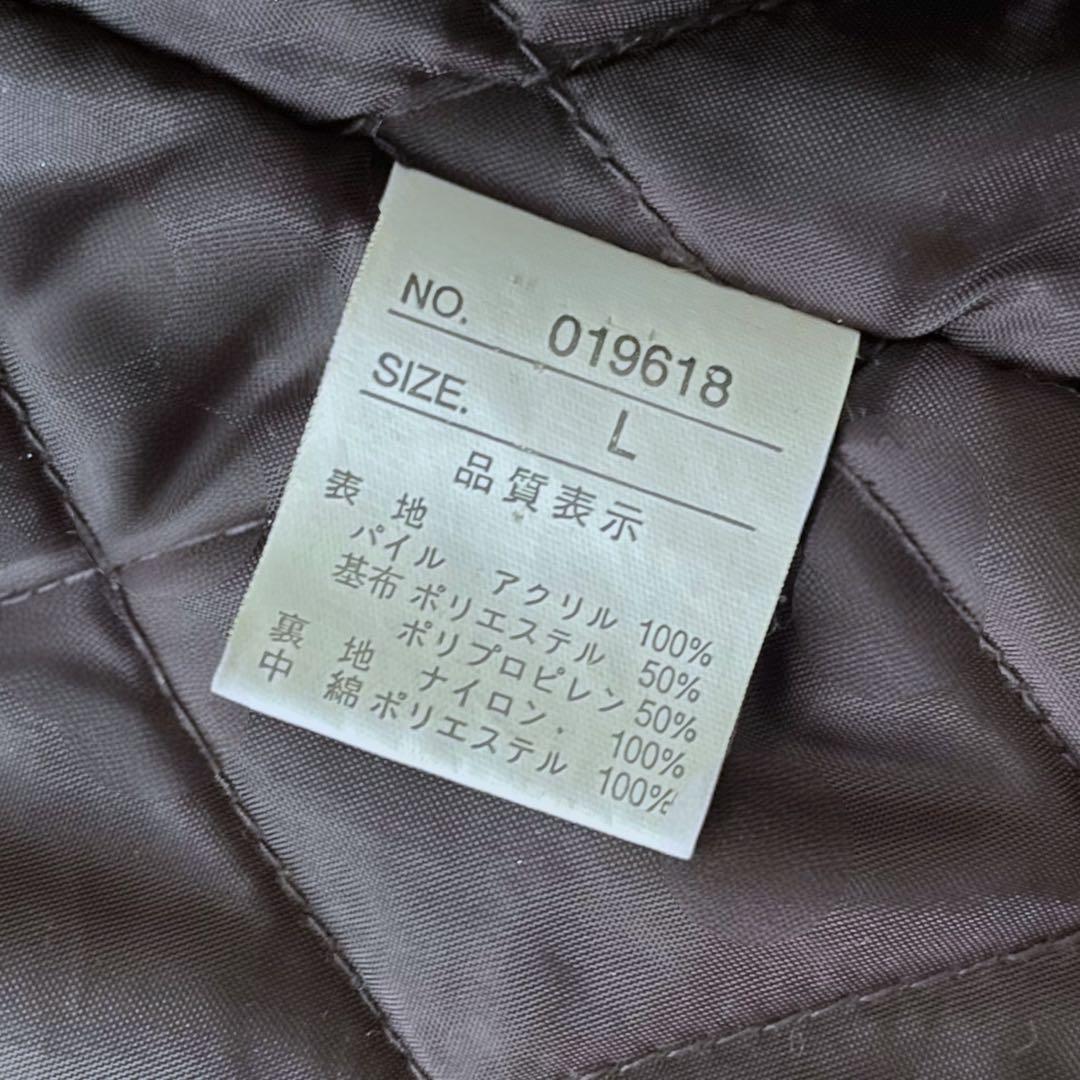 NO. 019618
SIZE. L
品質表示
表 地
パイル アクリル 100%
基布 ポリエステル 50%
ポリプロピレン 50%
裏 地 ナイロン. 100%
中 綿 ポリエステル 100%